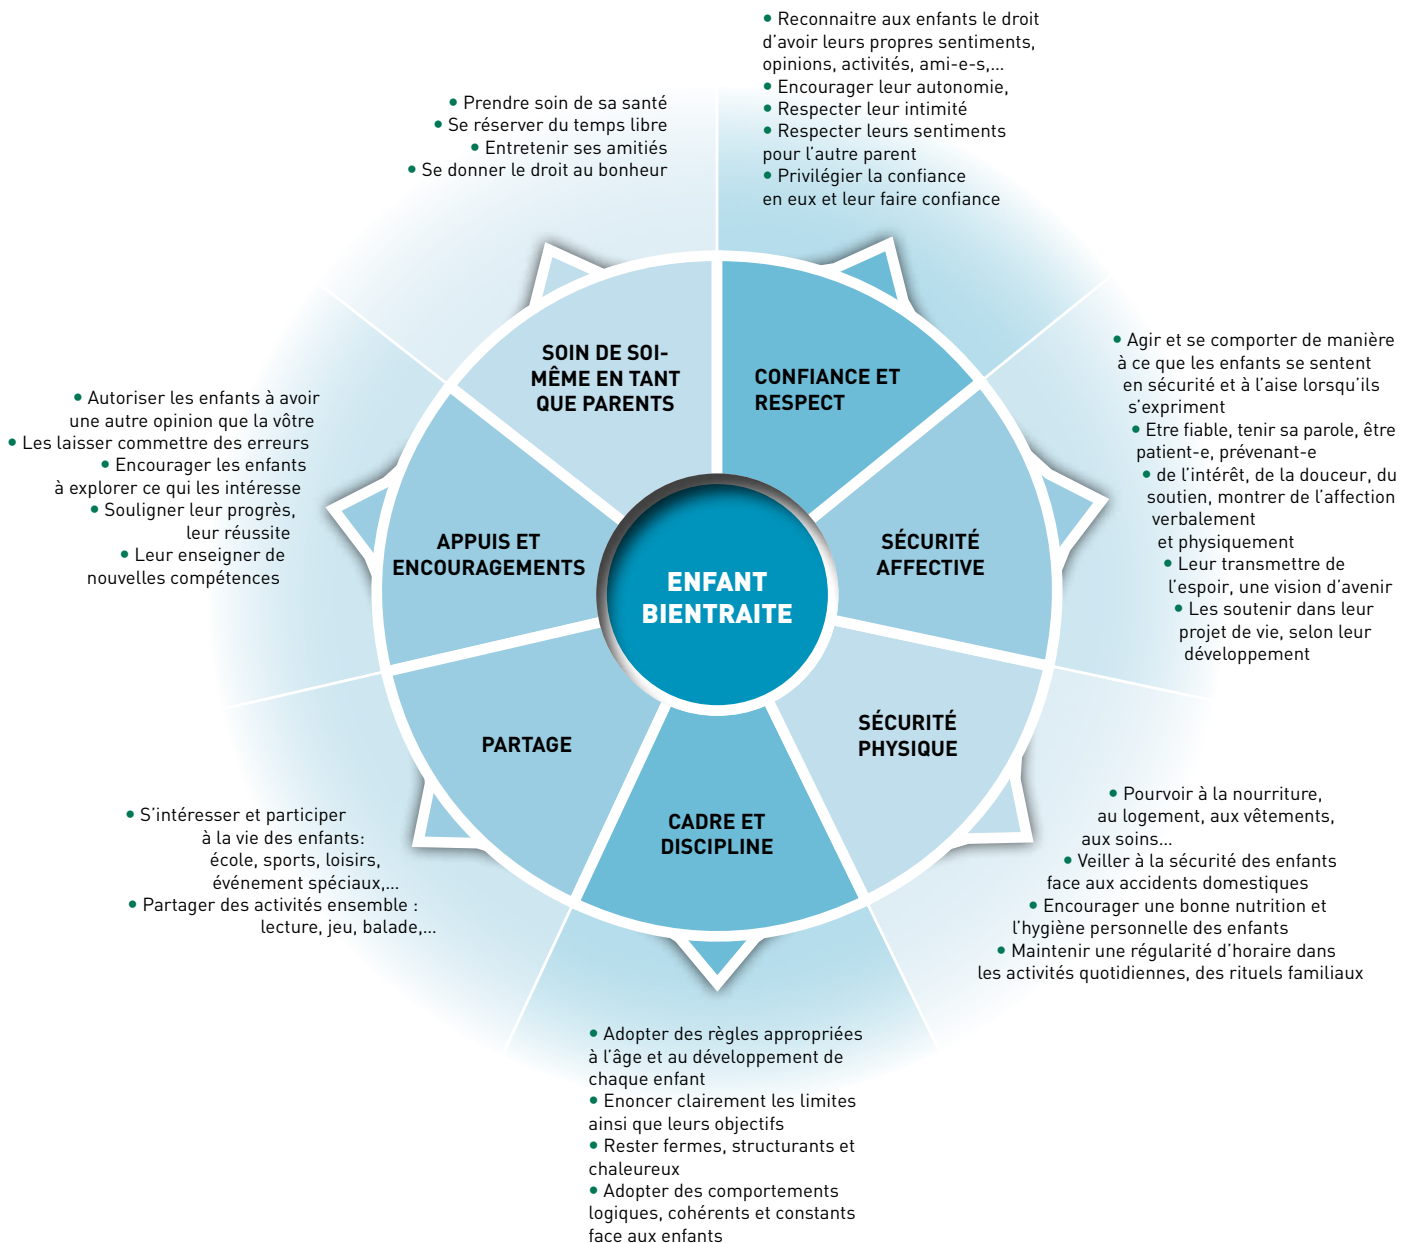 • Reconnaitre aux enfants le droit
d'avoir leurs propres sentiments,
opinions, activités, ami-e-s,...
• Encourager leur autonomie,
• Respecter leur intimité
• Respecter leurs sentiments
pour l'autre parent
• Privilégier la confiance
en eux et leur faire confiance
• Prendre soin de sa santé
• Se réserver du temps libre
• Entretenir ses amitiés
• Se donner le droit au bonheur
SOIN DE SOI-
MÊME EN TANT
QUE PARENTS
CONFIANCE ET
RESPECT
• Agir et se comporter de manière
à ce que les enfants se sentent
en sécurité et à l'aise lorsqu'ils
s'expriment
• Etre fiable, tenir sa parole, être
patient-e, prévenant-e
• de l'intérêt, de la douceur, du
soutien, montrer de l'affection
verbalement
et physiquement
• Leur transmettre de
l'espoir, une vision d'avenir
• Les soutenir dans leur
projet de vie, selon leur
développement
• Autoriser les enfants à avoir
une autre opinion que la vôtre
• Les laisser commettre des erreurs
• Encourager les enfants
à explorer ce qui les intéresse
• Souligner leur progrès,
leur réussite
• Leur enseigner de
nouvelles compétences
APPUIS ET
ENCOURAGEMENTS
ENFANT
BIENTRAITE
SÉCURITÉ
AFFECTIVE
PARTAGE
CADRE ET
DISCIPLINE
SÉCURITÉ
PHYSIQUE
• S'intéresser et participer
à la vie des enfants:
école, sports, loisirs,
événement spéciaux,...
• Partager des activités ensemble :
lecture, jeu, balade,...
• Pourvoir à la nourriture,
au logement, aux vêtements,
aux soins...
• Veiller à la sécurité des enfants
face aux accidents domestiques
• Encourager une bonne nutrition et
l'hygiène personnelle des enfants
• Maintenir une régularité d'horaire dans
les activités quotidiennes, des rituels familiaux
• Adopter des règles appropriées
à l'âge et au développement de
chaque enfant
• Enoncer clairement les limites
ainsi que leurs objectifs
• Rester fermes, structurants et
chaleureux
• Adopter des comportements
logiques, cohérents et constants
face aux enfants